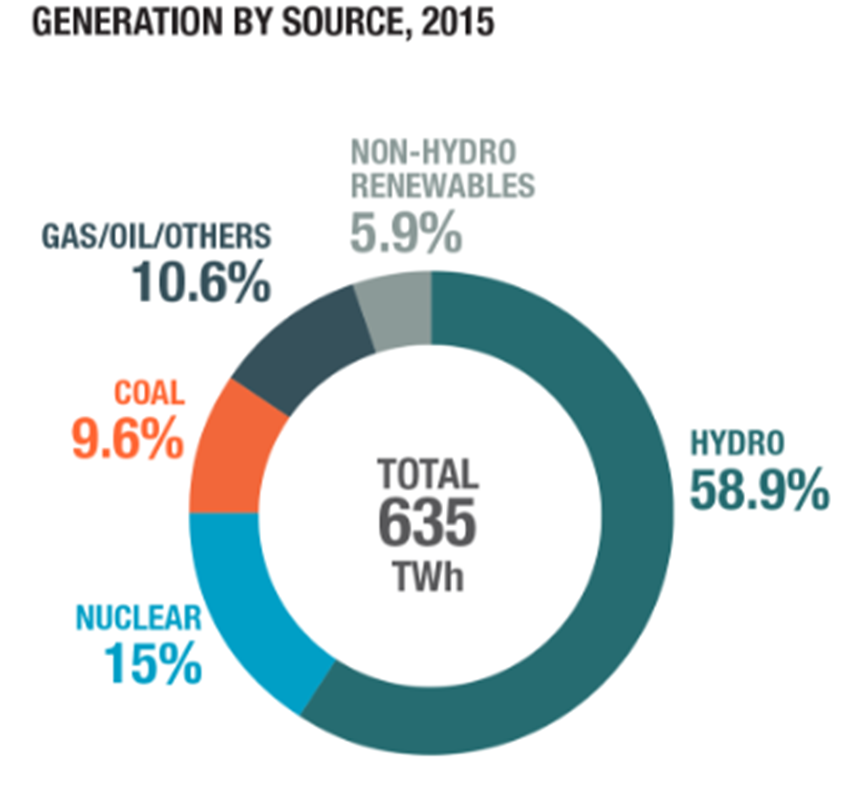 GENERATION BY SOURCE, 2015
NON-HYDRO
RENEWABLES
5.9%
GAS/OIL/OTHERS
10.6%
COAL
9.6%
HYDRO
58.9%
TOTAL
635
TWh
NUCLEAR
15%